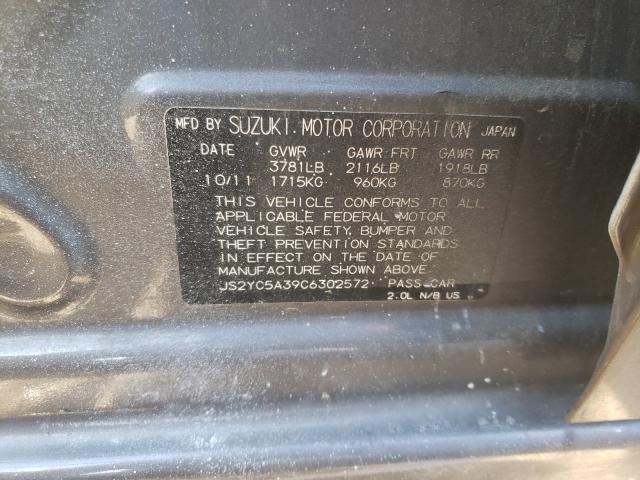 MFD BY SUZUKI MOTOR CORPORATION JAPAN
DATE GVWR GAWR FRT GAWR RR
3781LB 2116LB 1918LB
10/11 1715KG 960KG 870KG
THIS VEHICLE CONFORMS TO ALL
APPLICABLE FEDERAL MOTOR
VEHICLE SAFETY, BUMPER AND
THEFT PREVENTION STANDARDS
IN EFFECT ON THE DATE OF
MANUFACTURE SHOWN ABOVE
JS2YC5A39C6302572 PASS CAR
2.0L N/B US